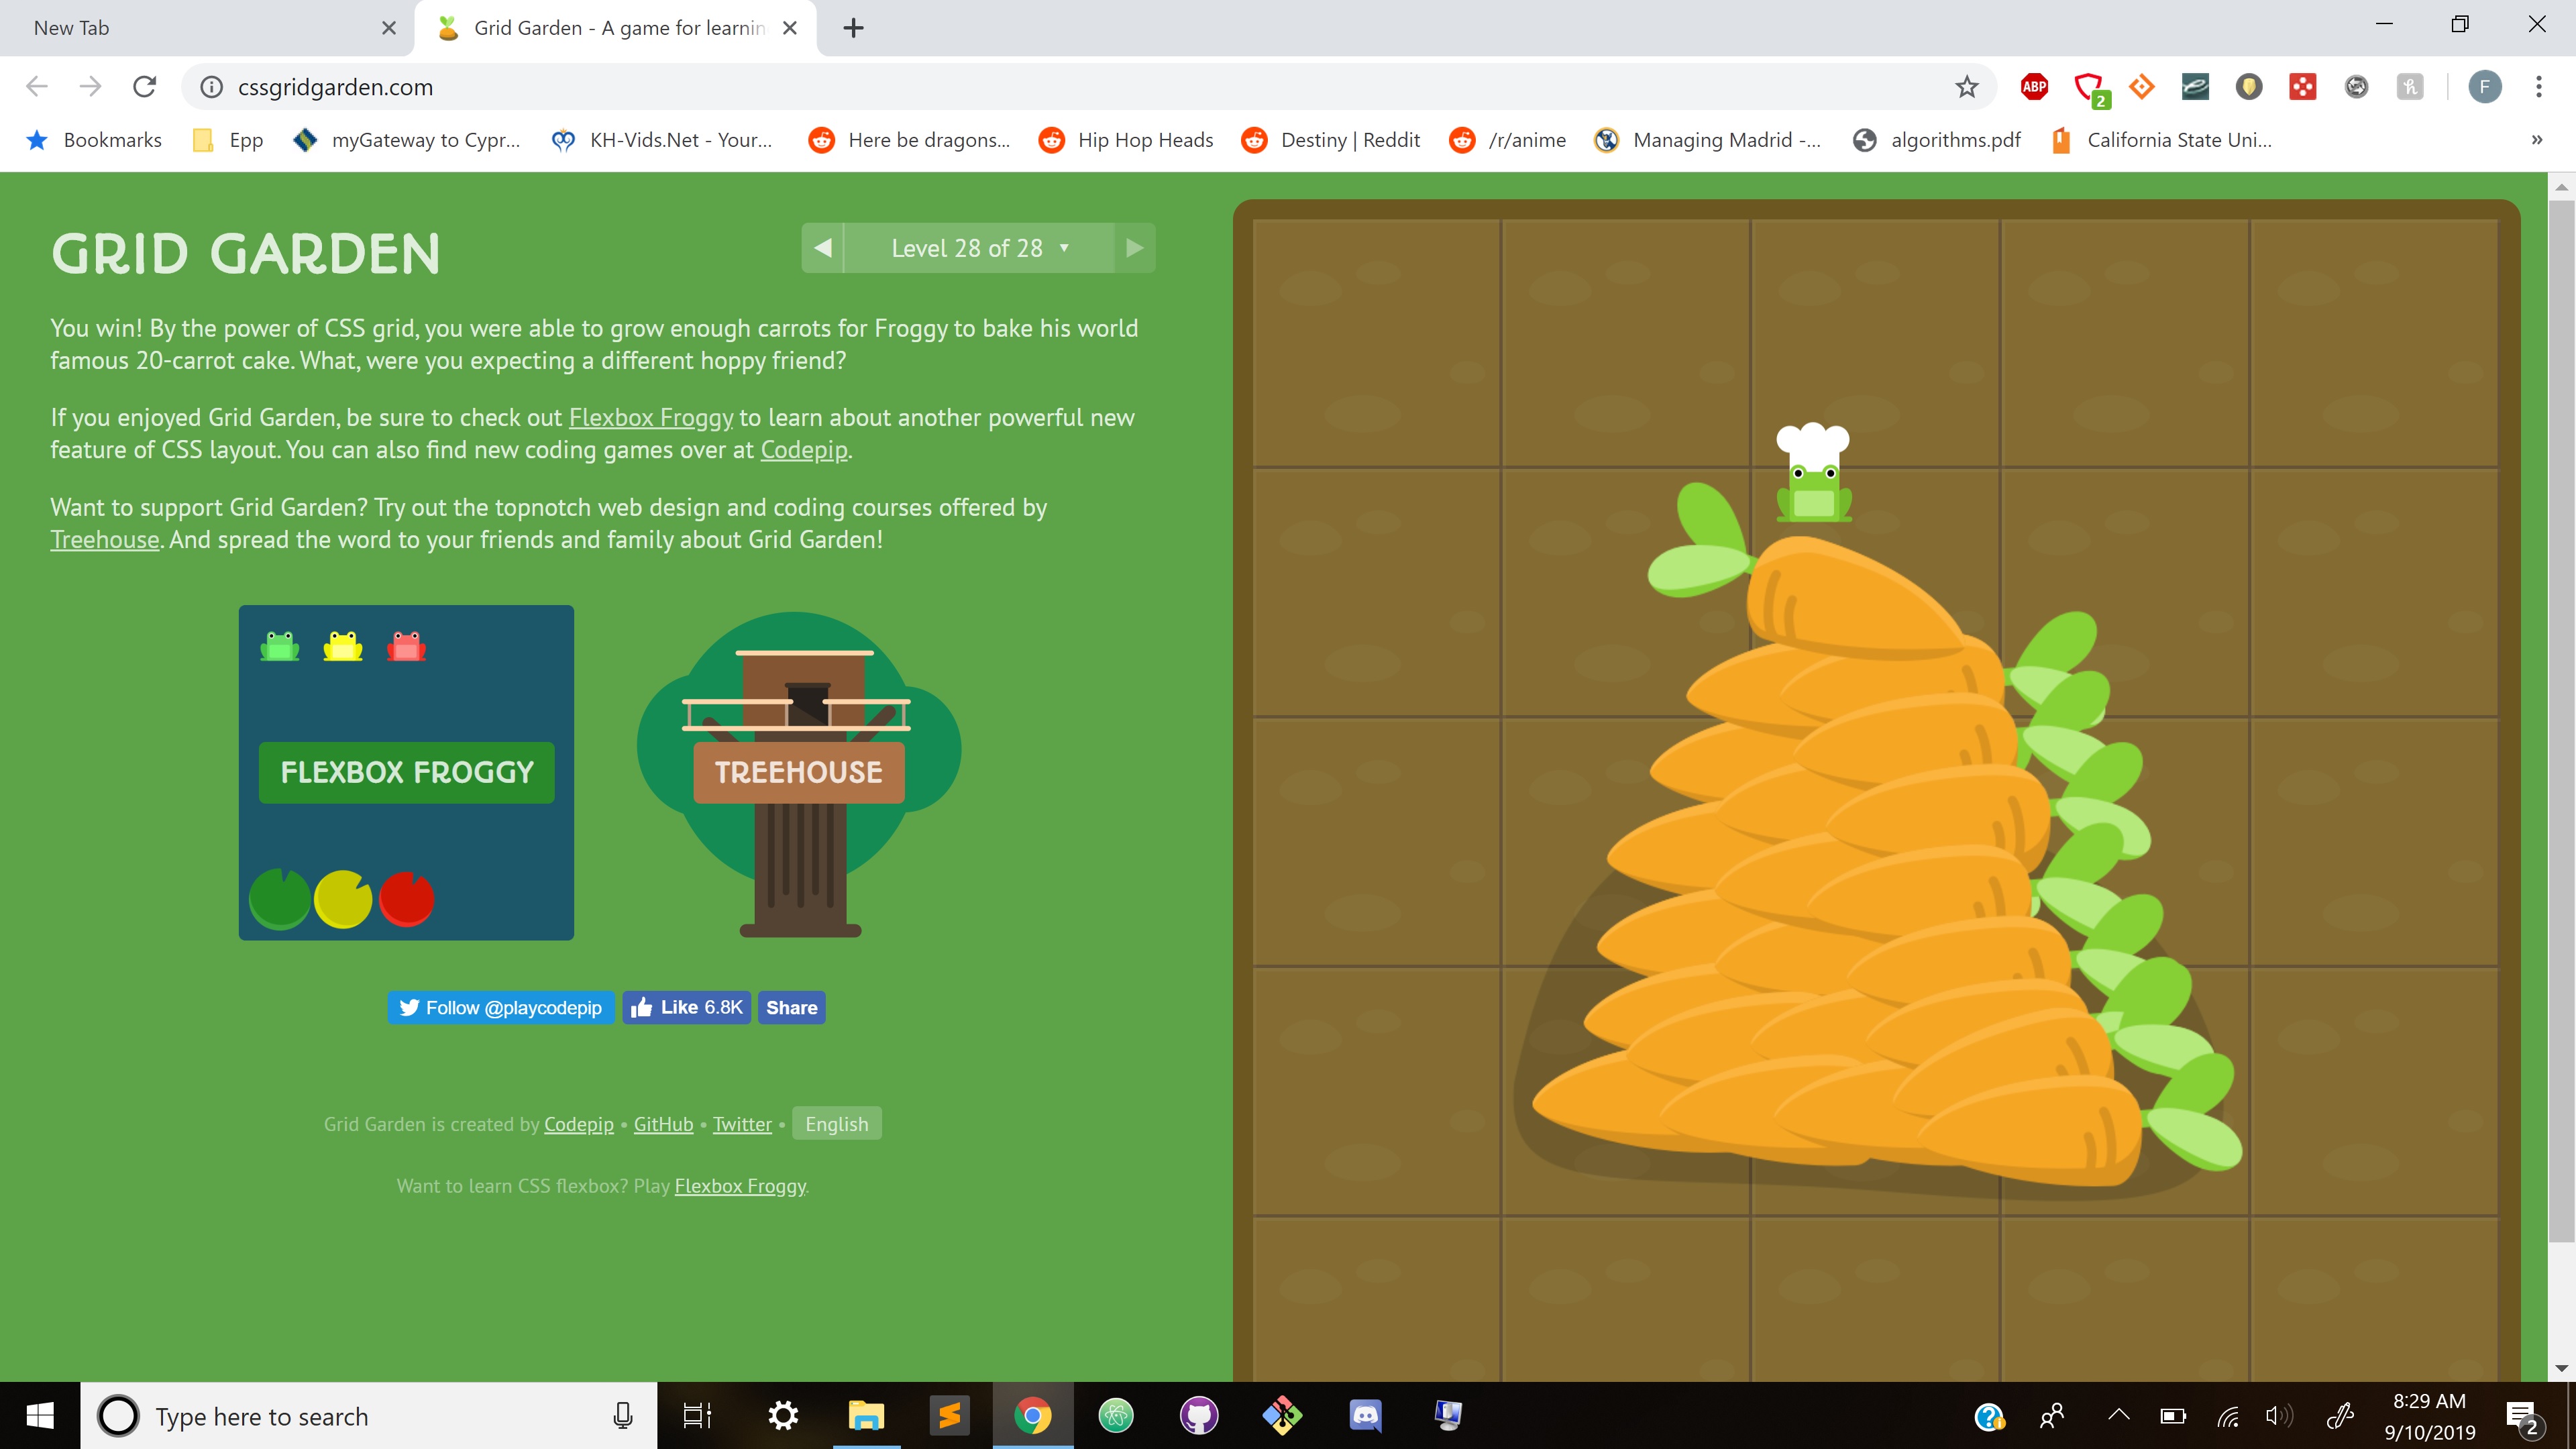 New Tab
Grid Garden - A game for learnin
cssgridgarden.com
ABP
2
F
Bookmarks
Epp
myGateway to Cypr...
KH-Vids.Net - Your...
Here be dragons...
Hip Hop Heads
Destiny | Reddit
/r/anime
Managing Madrid -...
algorithms.pdf
California State Uni...
»
GRID GARDEN
Level 28 of 28
You win! By the power of CSS grid, you were able to grow enough carrots for Froggy to bake his world
famous 20-carrot cake. What, were you expecting a different hoppy friend?
If you enjoyed Grid Garden, be sure to check out Flexbox Froggy to learn about another powerful new
feature of CSS layout. You can also find new coding games over at Codepip.
Want to support Grid Garden? Try out the topnotch web design and coding courses offered by
Treehouse. And spread the word to your friends and family about Grid Garden!
FLEXBOX FROGGY
TREEHOUSE
Follow @playcodepip
Like 6.8K
Share
Grid Garden is created by Codepip • GitHub • Twitter • English
Want to learn CSS flexbox? Play Flexbox Froggy.
Type here to search
8:29 AM
9/10/2019
2